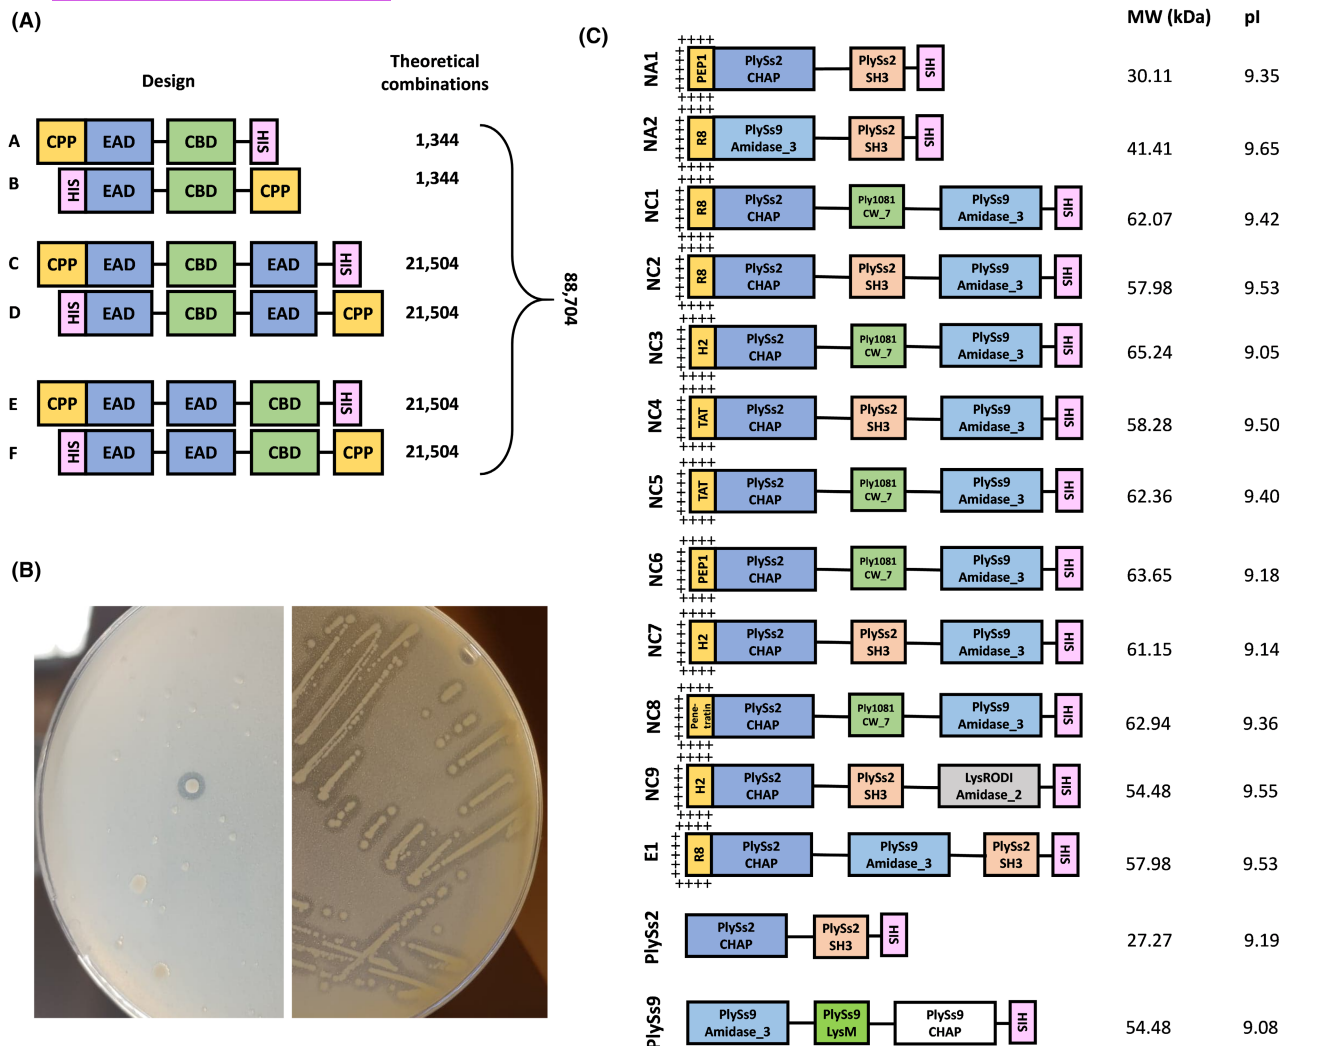 (A)
Design
Theoretical
combinations
A CPP EAD CBD HIS 1,344
B HIS EAD CBD CPP 1,344
C CPP EAD CBD EAD HIS 21,504
D HIS EAD CBD EAD CPP 21,504
E CPP EAD EAD CBD HIS 21,504
F HIS EAD EAD CBD CPP 21,504
88,704
(B)
(C)
MW (kDa) pI
NA1 ++++ ++++ PEP1 PlySs2 CHAP PlySs2 SH3 HIS 30.11 9.35
NA2 ++++ ++++ R8 PlySs9 Amidase_3 PlySs2 SH3 HIS 41.41 9.65
NC1 ++++ ++++ R8 PlySs2 CHAP Ply1081 CW_7 PlySs9 Amidase_3 HIS 62.07 9.42
NC2 ++++ ++++ R8 PlySs2 CHAP PlySs2 SH3 PlySs9 Amidase_3 HIS 57.98 9.53
NC3 ++++ ++++ H2 PlySs2 CHAP Ply1081 CW_7 PlySs9 Amidase_3 HIS 65.24 9.05
NC4 ++++ ++++ TAT PlySs2 CHAP PlySs2 SH3 PlySs9 Amidase_3 HIS 58.28 9.50
NC5 ++++ ++++ TAT PlySs2 CHAP Ply1081 CW_7 PlySs9 Amidase_3 HIS 62.36 9.40
NC6 ++++ ++++ PEP1 PlySs2 CHAP Ply1081 CW_7 PlySs9 Amidase_3 HIS 63.65 9.18
NC7 ++++ ++++ H2 PlySs2 CHAP PlySs2 SH3 PlySs9 Amidase_3 HIS 61.15 9.14
NC8 ++++ ++++ Pene- tratin PlySs2 CHAP Ply1081 CW_7 PlySs9 Amidase_3 HIS 62.94 9.36
NC9 ++++ ++++ H2 PlySs2 CHAP PlySs2 SH3 LysRODI Amidase_2 HIS 54.48 9.55
E1 ++++ ++++ R8 PlySs2 CHAP PlySs9 Amidase_3 PlySs2 SH3 HIS 57.98 9.53
PlySs2 PlySs2 CHAP PlySs2 SH3 HIS 27.27 9.19
PlySs9 PlySs9 Amidase_3 PlySs9 LysM PlySs9 CHAP HIS 54.48 9.08